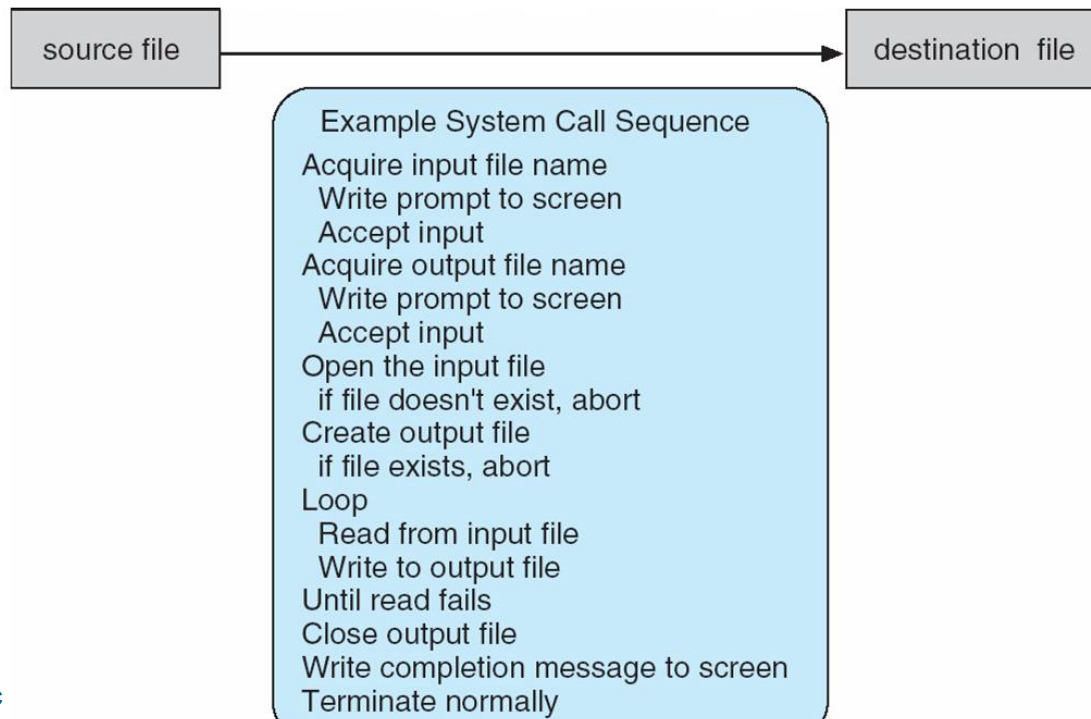 source file
destination file
Example System Call Sequence
Acquire input file name
Write prompt to screen
Accept input
Acquire output file name
Write prompt to screen
Accept input
Open the input file
if file doesn't exist, abort
Create output file
if file exists, abort
Loop
Read from input file
Write to output file
Until read fails
Close output file
Write completion message to screen
Terminate normally